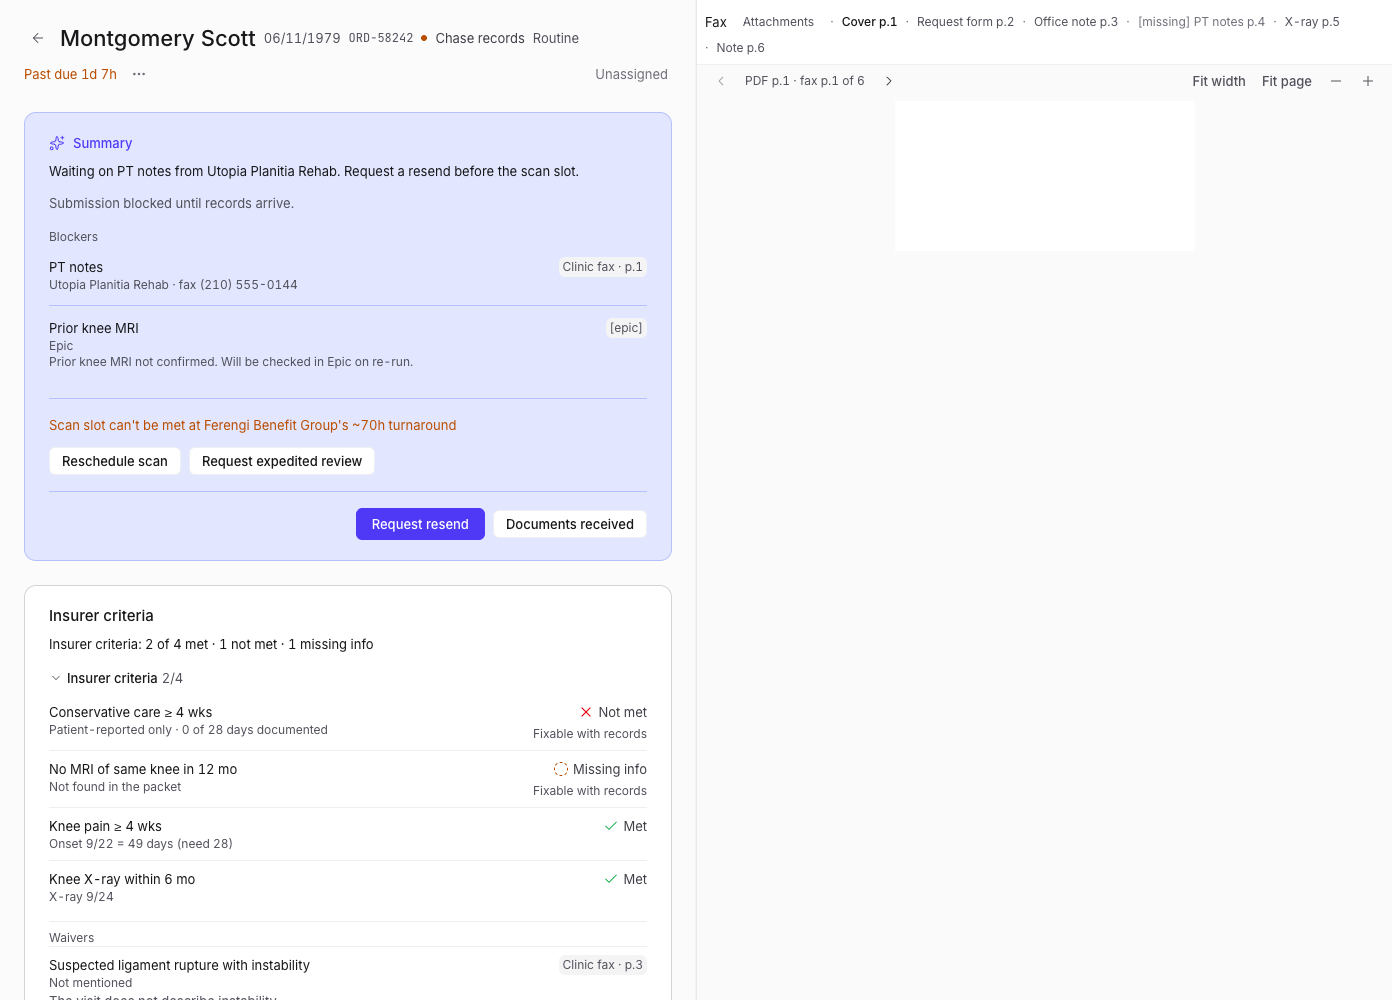 Montgomery Scott 06/11/1979 ORD-58242 Chase records Routine
Past due 1d 7h ··· Unassigned
Summary
Waiting on PT notes from Utopia Planitia Rehab. Request a resend before the scan slot.
Submission blocked until records arrive.
Blockers
PT notes Clinic fax · p.1
Utopia Planitia Rehab · fax (210) 555-0144
Prior knee MRI [epic]
Epic
Prior knee MRI not confirmed. Will be checked in Epic on re-run.
Scan slot can't be met at Ferengi Benefit Group's ~70h turnaround
Reschedule scan Request expedited review
Request resend Documents received
Insurer criteria
Insurer criteria: 2 of 4 met · 1 not met · 1 missing info
Insurer criteria 2/4
Conservative care ≥ 4 wks Not met
Patient-reported only · 0 of 28 days documented Fixable with records
No MRI of same knee in 12 mo Missing info
Not found in the packet Fixable with records
Knee pain ≥ 4 wks Met
Onset 9/22 = 49 days (need 28)
Knee X-ray within 6 mo Met
X-ray 9/24
Waivers
Suspected ligament rupture with instability Clinic fax · p.3
Not mentioned
The visit does not describe instability
Fax Attachments · Cover p.1 · Request form p.2 · Office note p.3 · [missing] PT notes p.4 · X-ray p.5
· Note p.6
PDF p.1 · fax p.1 of 6 Fit width Fit page